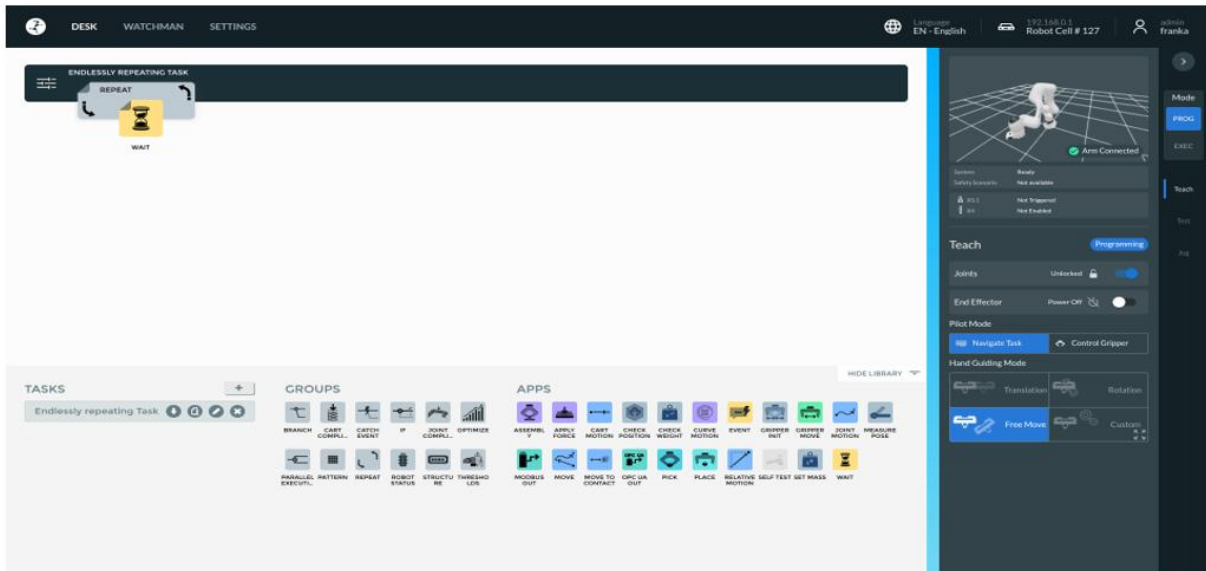 DESK WATCHMAN SETTINGS
Language
EN - English
192.168.0.1
Robot Cell # 127
admin
franka
ENDLESSLY REPEATING TASK
REPEAT
WAIT
Arm Connected
System Ready
Safety Scenario Not available
X3.1 Not Triggered
X4 Not Enabled
Mode
PROG
EXEC
Teach
Test
Teach Programming
Joints Unlocked
End Effector Power Off
Pilot Mode
Navigate Task Control Gripper
Hand Guiding Mode
Translation Rotation
Free Move Custom
HIDE LIBRARY
TASKS +
Endlessly repeating Task
GROUPS
BRANCH CART COMPLI... CATCH EVENT IF JOINT COMPLI... OPTIMIZE
PARALLEL EXECUTI... PATTERN REPEAT ROBOT STATUS STRUCTU RE THRESHO LDS
APPS
ASSEMBL Y APPLY FORCE CART MOTION CHECK POSITION CHECK WEIGHT CURVE MOTION EVENT GRIPPER INIT GRIPPER MOVE JOINT MOTION MEASURE POSE
MODBUS OUT MOVE MOVE TO CONTACT OPC UA OUT PICK PLACE RELATIVE MOTION SELF TEST SET MASS WAIT